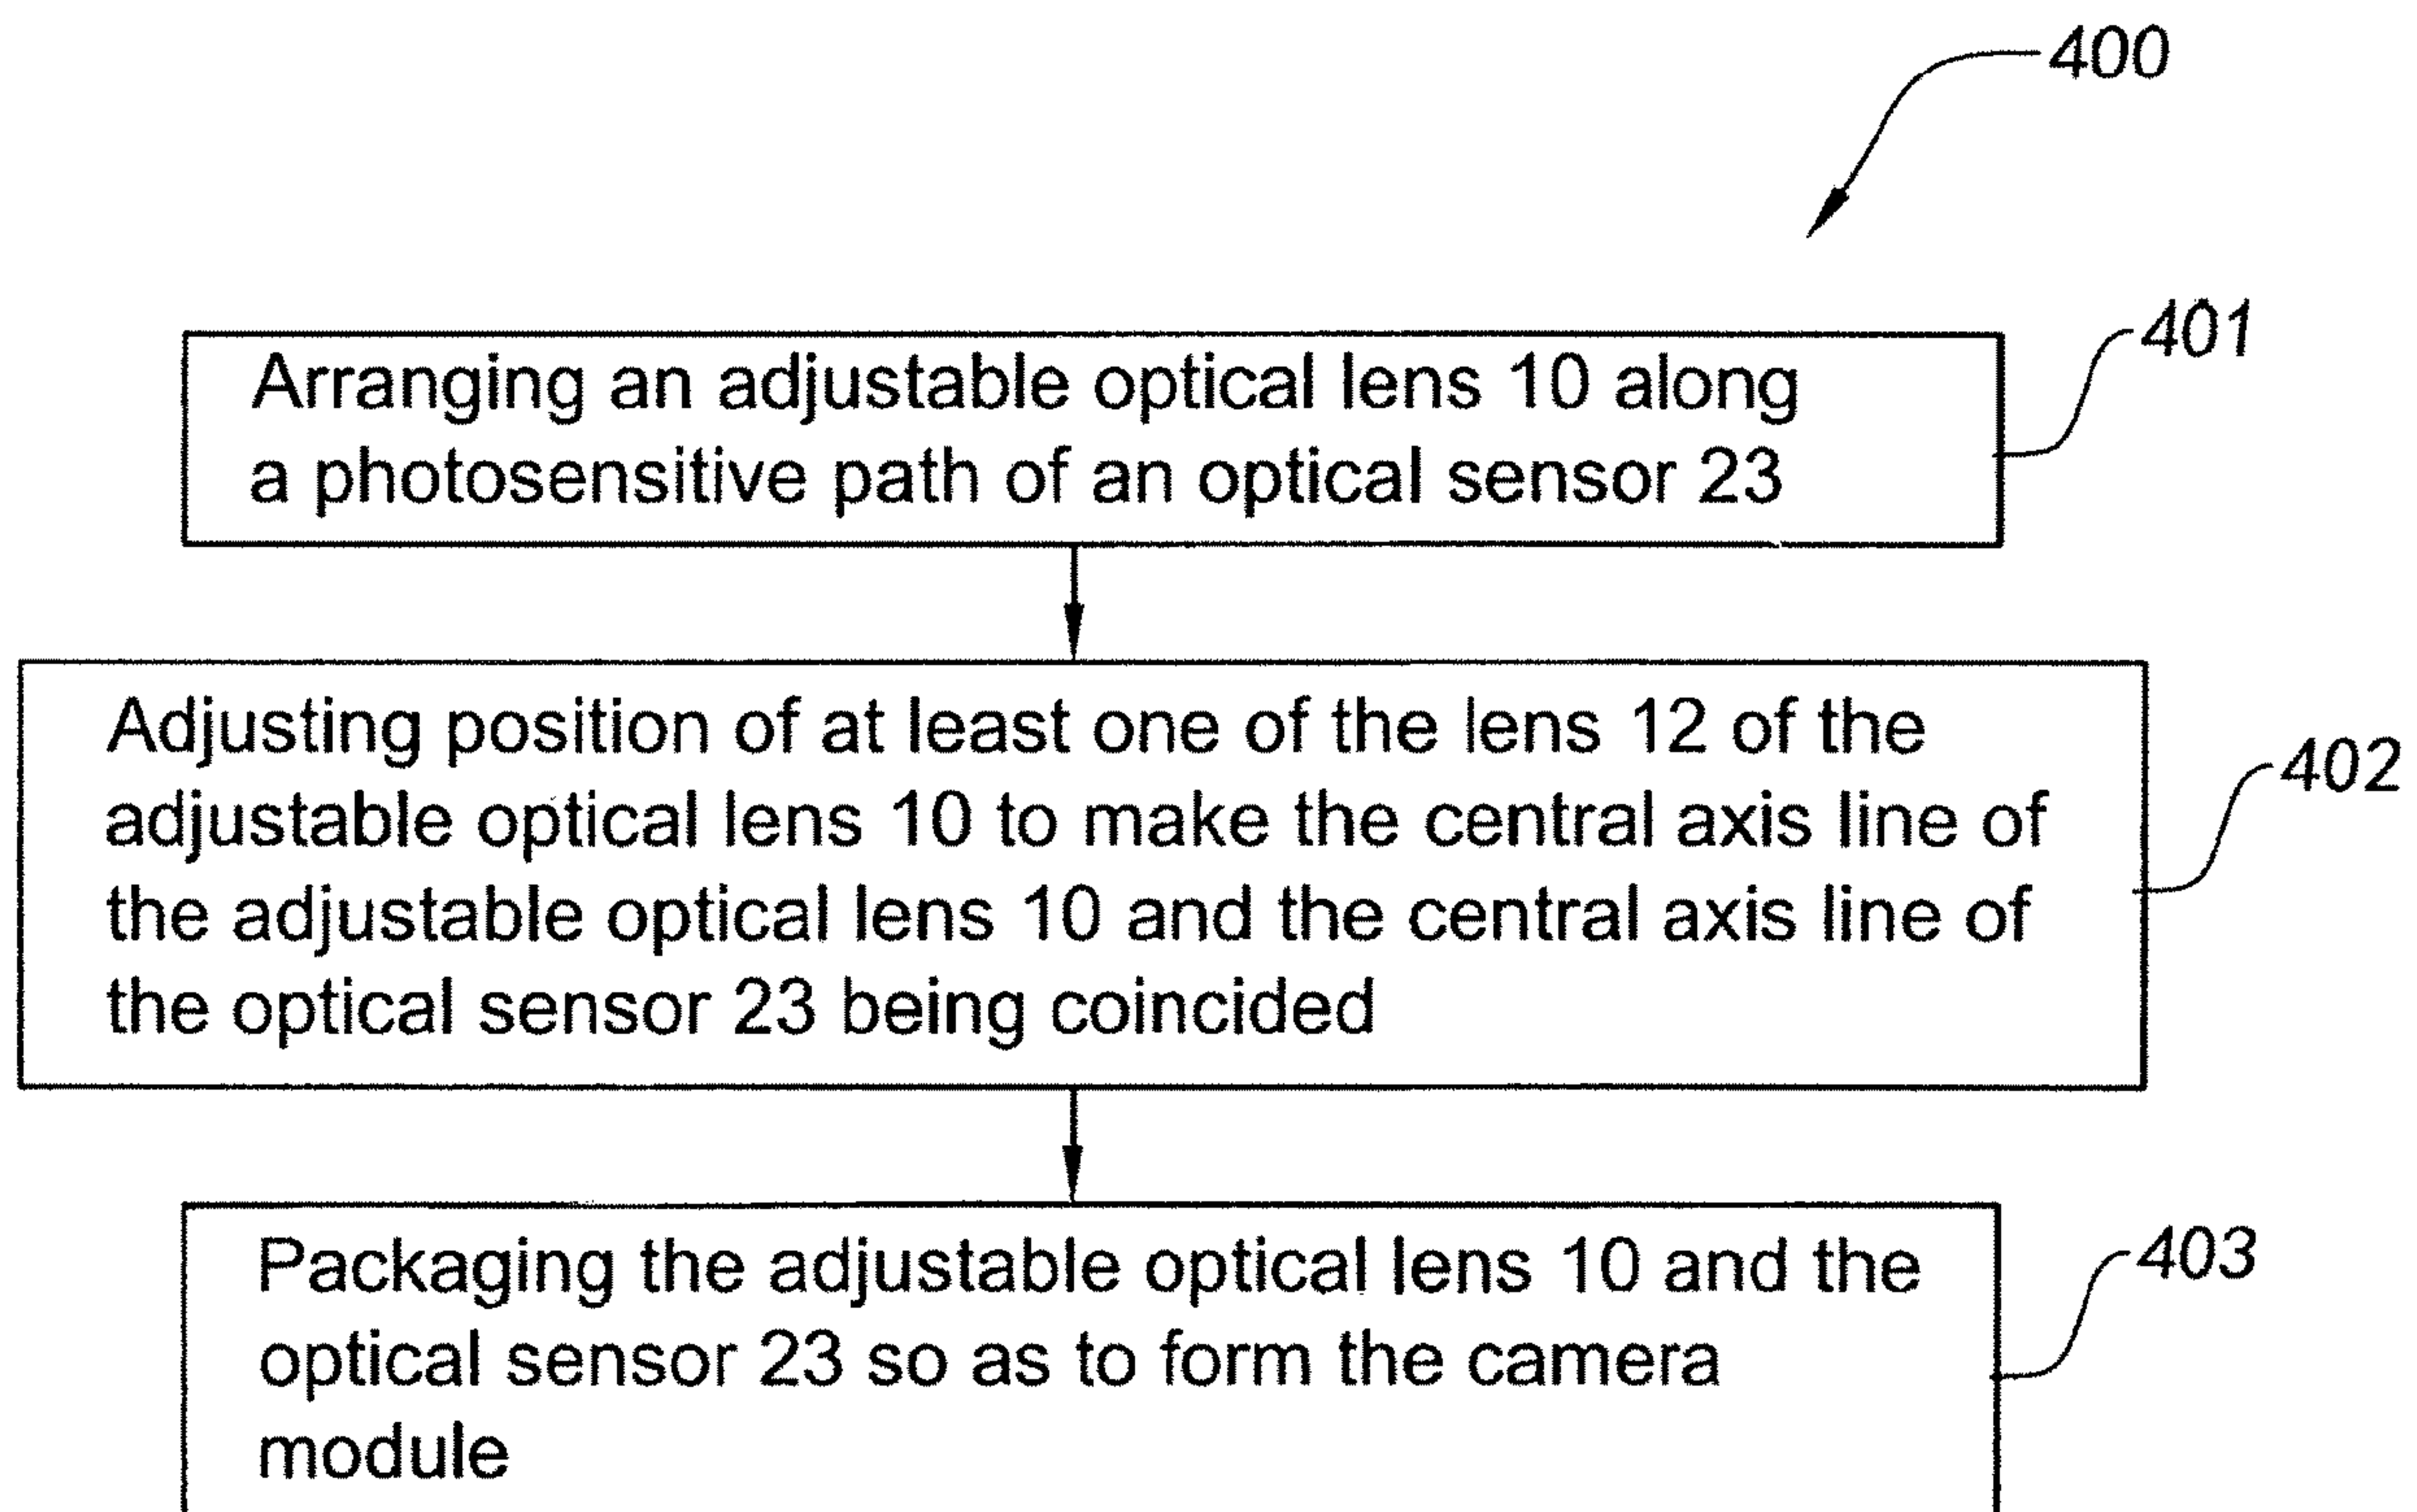 400
401
Arranging an adjustable optical lens 10 along
a photosensitive path of an optical sensor 23
402
Adjusting position of at least one of the lens 12 of the
adjustable optical lens 10 to make the central axis line of
the adjustable optical lens 10 and the central axis line of
the optical sensor 23 being coincided
403
Packaging the adjustable optical lens 10 and the
optical sensor 23 so as to form the camera
module